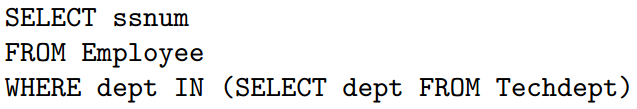 SELECT ssnum
FROM Employee
WHERE dept IN (SELECT dept FROM Techdept)